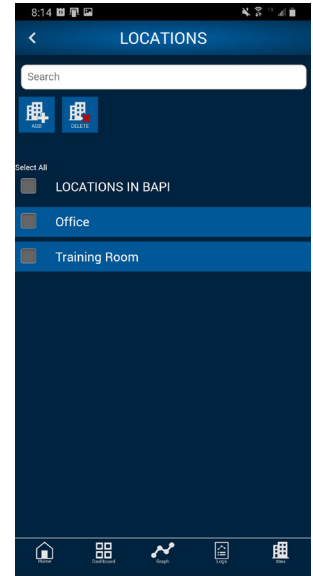 8:14
LOCATIONS
Search
ADD
DELETE
Select All
LOCATIONS IN BAPI
Office
Training Room
Home
Dashboard
Graph
Logs
Sites